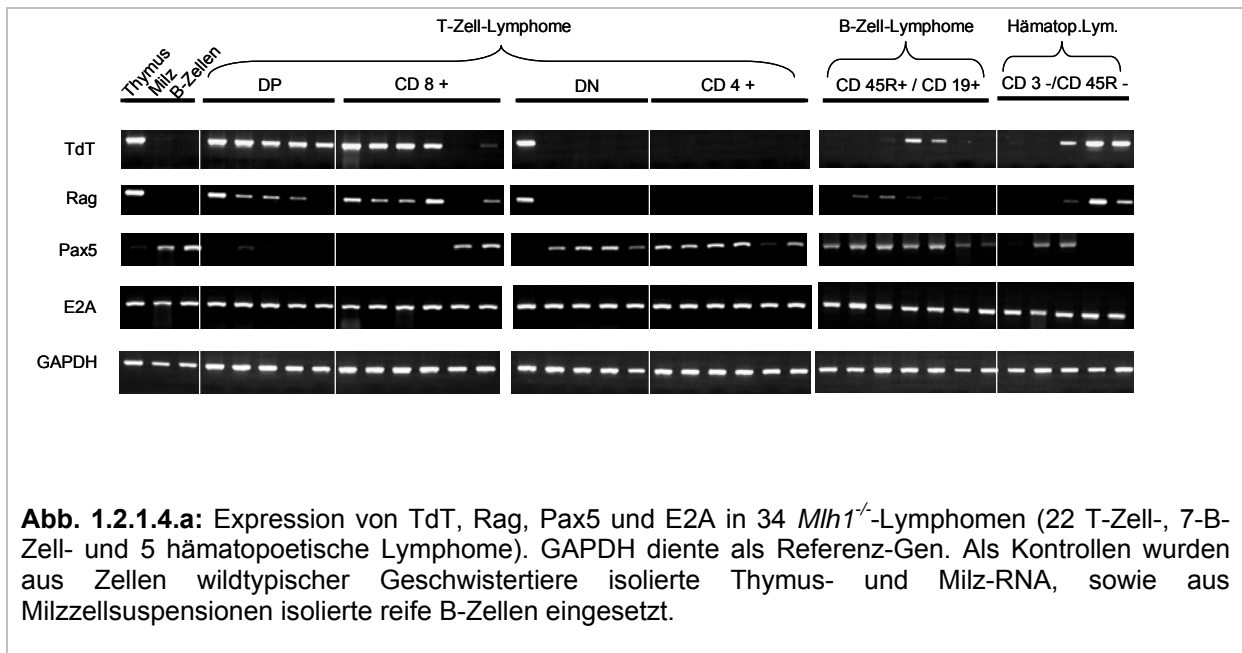 T-Zell-Lymphome
B-Zell-Lymphome
Hämatop.Lym.
Thymus
Milz
B-Zellen
DP
CD 8 +
DN
CD 4 +
CD 45R+ / CD 19+
CD 3 -/CD 45R -
TdT
Rag
Pax5
E2A
GAPDH
Abb. 1.2.1.4.a: Expression von TdT, Rag, Pax5 und E2A in 34 Mlh1-/--Lymphomen (22 T-Zell-, 7-B-
Zell- und 5 hämatopoetische Lymphome). GAPDH diente als Referenz-Gen. Als Kontrollen wurden
aus Zellen wildtypischer Geschwistertiere isolierte Thymus- und Milz-RNA, sowie aus
Milzzellsuspensionen isolierte reife B-Zellen eingesetzt.